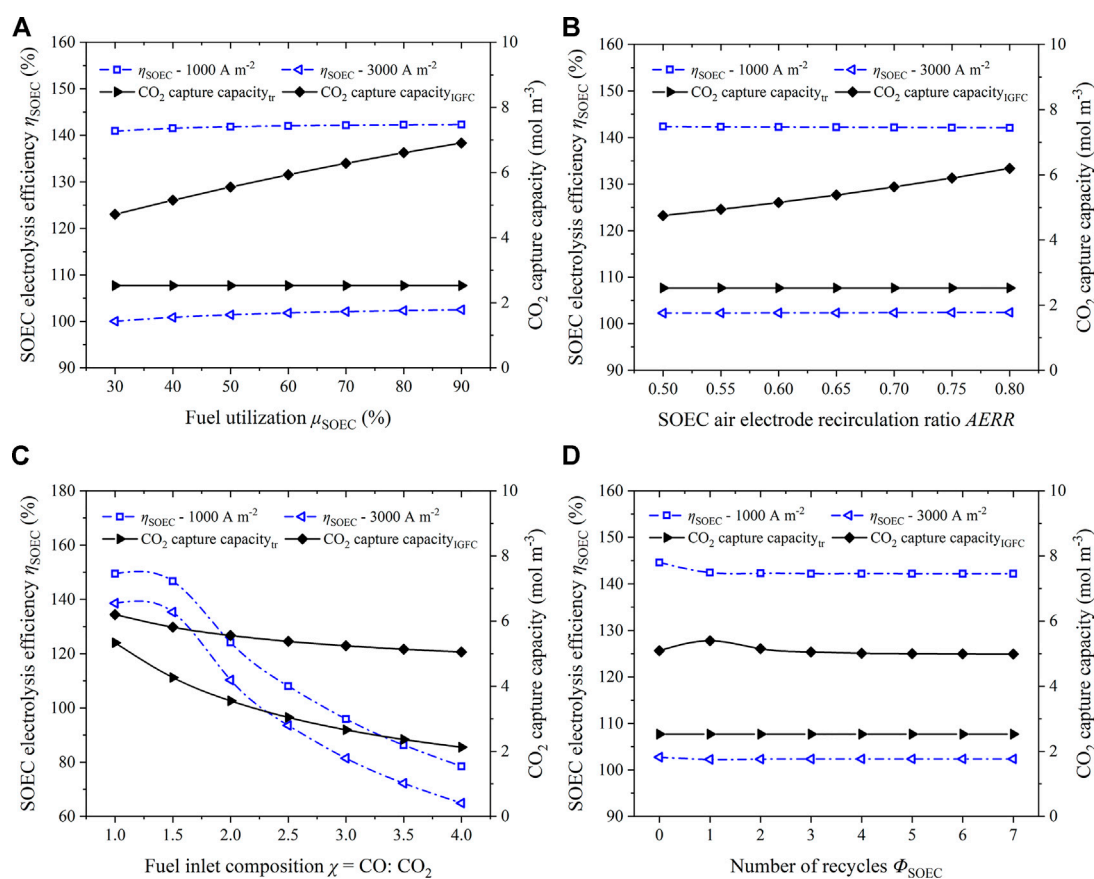 A
SOEC electrolysis efficiency ηSOEC (%)
160
150
140
130
120
110
100
90
ηSOEC - 1000 A m⁻²
ηSOEC - 3000 A m⁻²
CO₂ capture capacitytr
CO₂ capture capacityIGFC
10
8
6
4
2
0
CO₂ capture capacity (mol m⁻³)
30 40 50 60 70 80 90
Fuel utilization μSOEC (%)
B
SOEC electrolysis efficiency ηSOEC (%)
160
150
140
130
120
110
100
90
ηSOEC - 1000 A m⁻²
ηSOEC - 3000 A m⁻²
CO₂ capture capacitytr
CO₂ capture capacityIGFC
10
8
6
4
2
0
CO₂ capture capacity (mol m⁻³)
0.50 0.55 0.60 0.65 0.70 0.75 0.80
SOEC air electrode recirculation ratio AERR
C
SOEC electrolysis efficiency ηSOEC (%)
180
160
140
120
100
80
60
ηSOEC - 1000 A m⁻²
ηSOEC - 3000 A m⁻²
CO₂ capture capacitytr
CO₂ capture capacityIGFC
10
8
6
4
2
0
CO₂ capture capacity (mol m⁻³)
1.0 1.5 2.0 2.5 3.0 3.5 4.0
Fuel inlet composition χ = CO: CO₂
D
SOEC electrolysis efficiency ηSOEC (%)
160
150
140
130
120
110
100
90
ηSOEC - 1000 A m⁻²
ηSOEC - 3000 A m⁻²
CO₂ capture capacitytr
CO₂ capture capacityIGFC
10
8
6
4
2
0
CO₂ capture capacity (mol m⁻³)
0 1 2 3 4 5 6 7
Number of recycles ΦSOEC